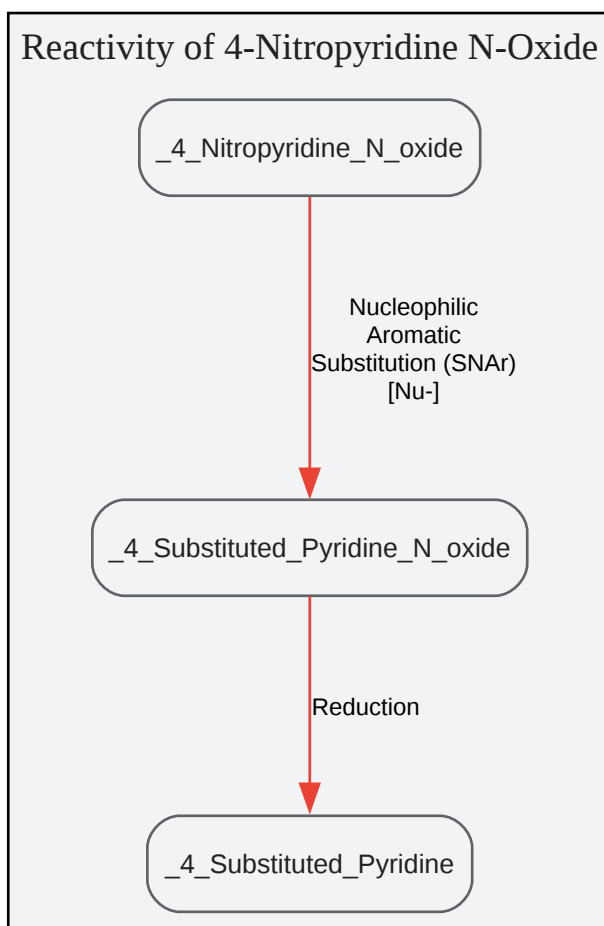 Reactivity of 4-Nitropyridine N-Oxide
_4_Nitropyridine_N_oxide
Nucleophilic
Aromatic
Substitution (SNAr)
[Nu-]
_4_Substituted_Pyridine_N_oxide
Reduction
_4_Substituted_Pyridine